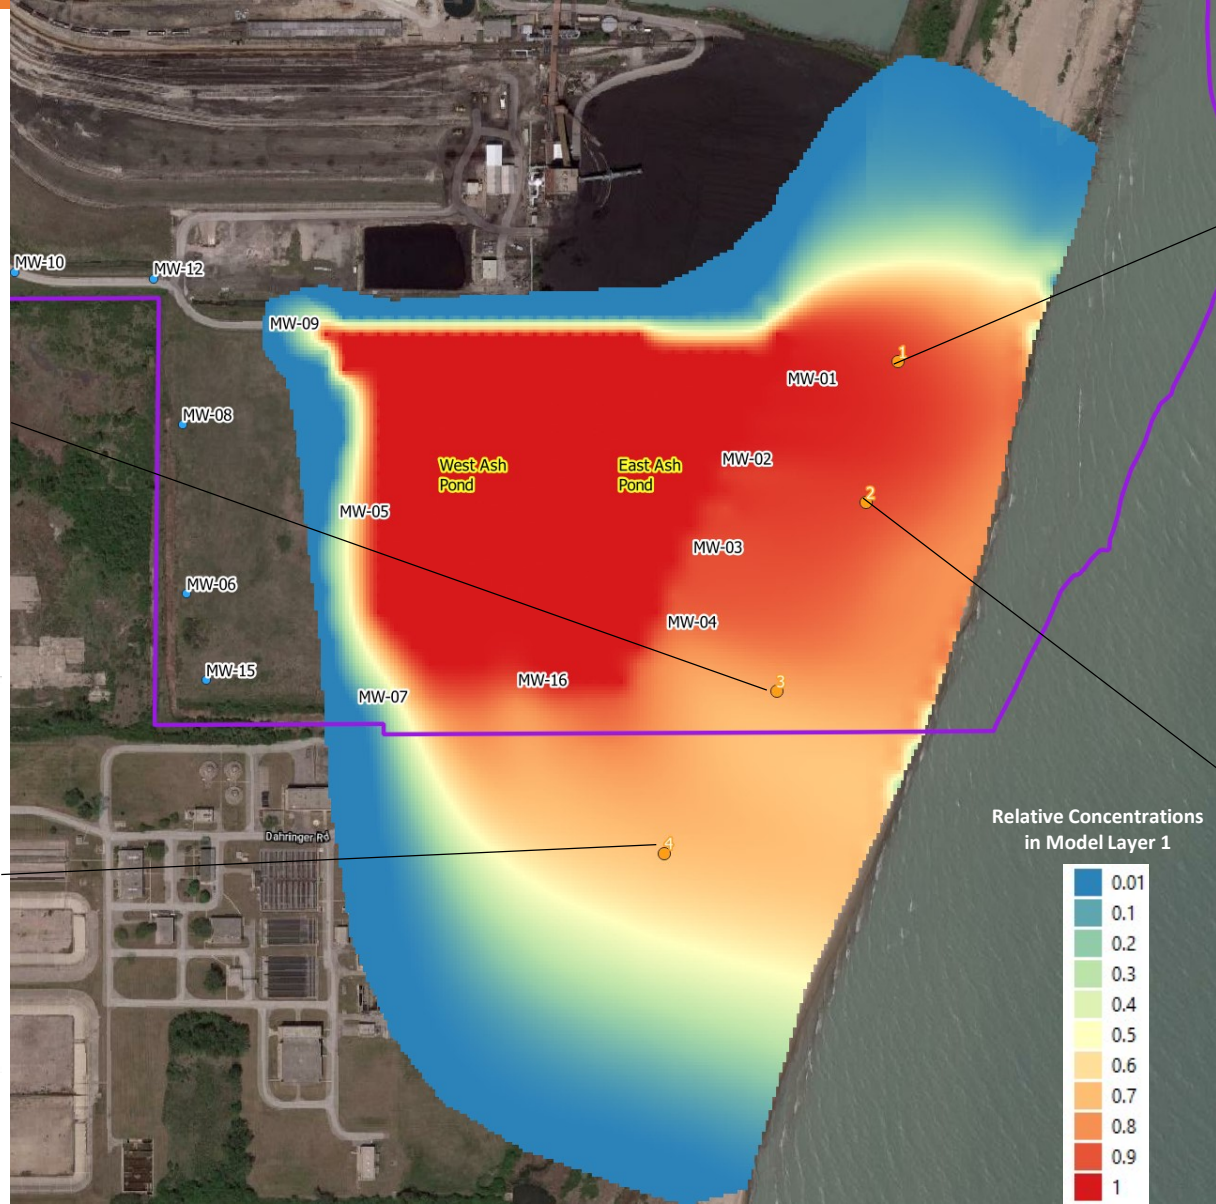 MW-10
MW-12
MW-09
1
MW-01
MW-08
MW-02
West Ash
Pond
East Ash
Pond
2
MW-05
MW-03
MW-06
MW-04
MW-15
MW-16
3
MW-07
Relative Concentrations
in Model Layer 1
Dahringer Rd
4
0.01
0.1
0.2
0.3
0.4
0.5
0.6
0.7
0.8
0.9
1